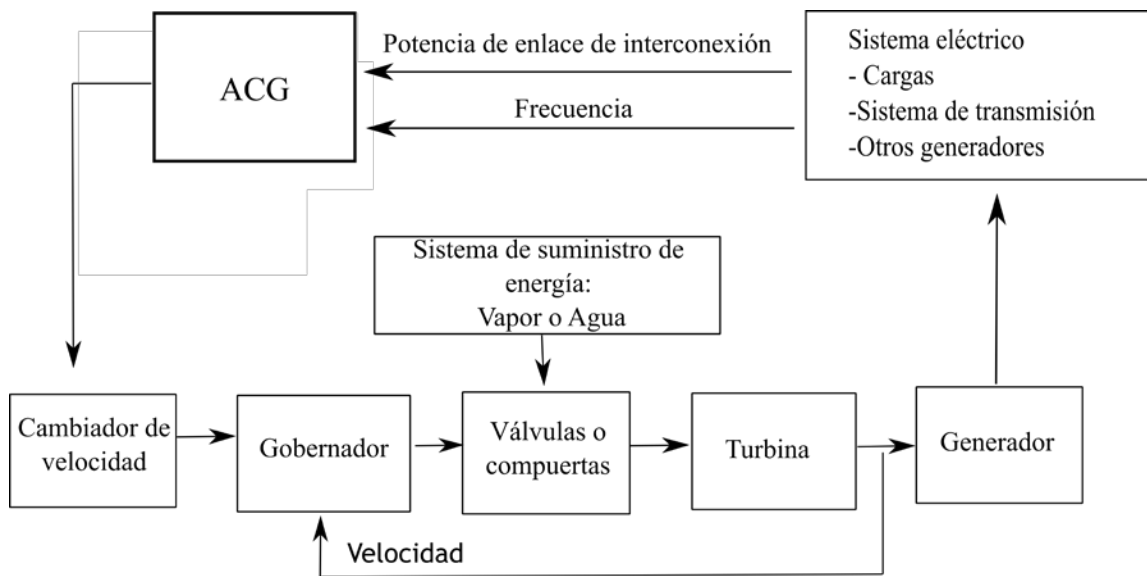 ACG
Potencia de enlace de interconexión
Frecuencia
Sistema eléctrico
- Cargas
-Sistema de transmisión
-Otros generadores
Sistema de suministro de
energía:
Vapor o Agua
Cambiador de
velocidad
Gobernador
Válvulas o
compuertas
Turbina
Generador
Velocidad